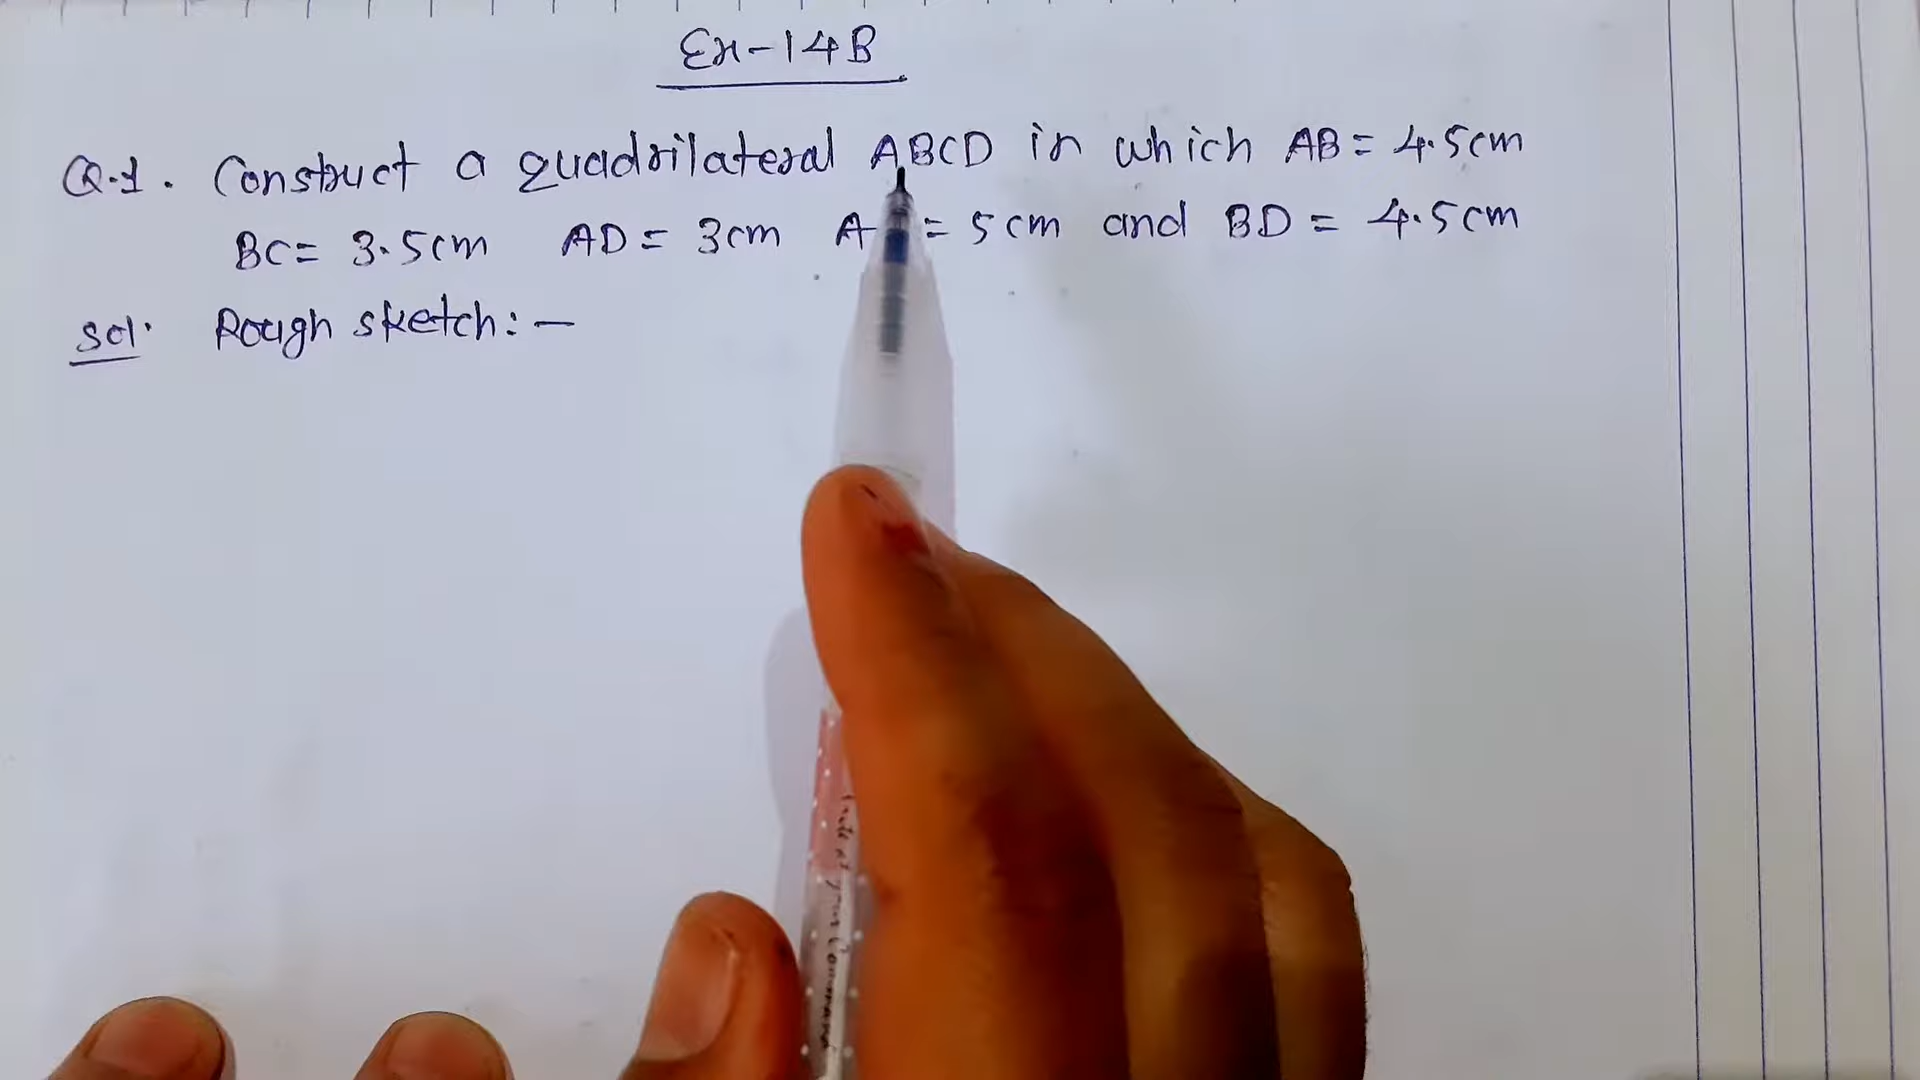 Ex-14B
Q.1. Construct a quadrilateral ABCD in which AB = 4.5cm
BC = 3.5cm AD = 3cm A = 5cm and BD = 4.5cm
Sol. Rough sketch:-